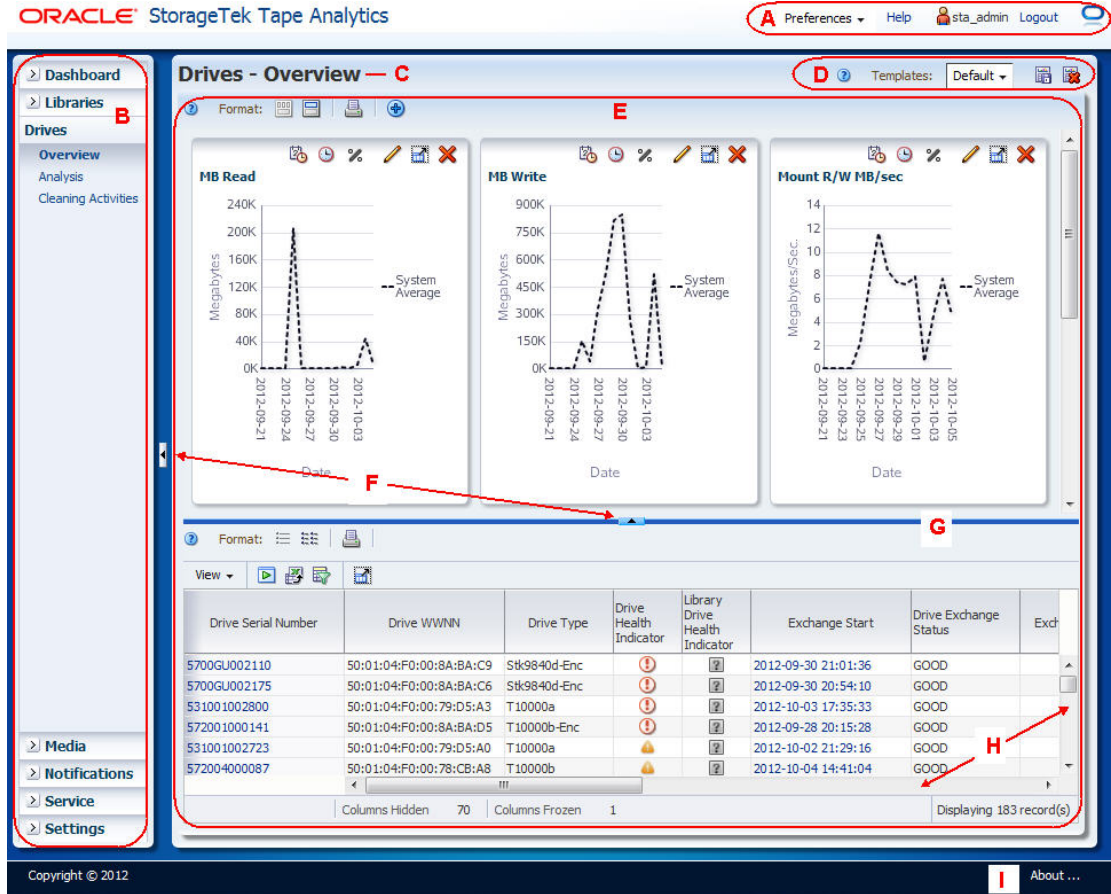 ORACLE® StorageTek Tape Analytics
A Preferences Help sta_admin Logout
Dashboard
Libraries
B
Drives
Overview
Analysis
Cleaning Activities
Media
Notifications
Service
Settings
Drives - Overview C
D ? Templates: Default
? Format:
E
MB Read
240K
200K
160K
120K
80K
40K
0K
Megabytes
System
Average
2012-09-21
2012-09-24
2012-09-27
2012-09-30
2012-10-03
Date
MB Write
900K
750K
600K
450K
300K
150K
0K
Megabytes
System
Average
2012-09-21
2012-09-24
2012-09-27
2012-09-30
2012-10-03
Date
Mount R/W MB/sec
14
12
10
8
6
4
2
0
Megabytes/Sec.
System
Average
2012-09-21
2012-09-23
2012-09-25
2012-09-27
2012-09-29
2012-10-01
2012-10-03
2012-10-05
Date
F
G
? Format:
View
Drive Serial Number Drive WWNN Drive Type Drive Health Indicator Library Drive Health Indicator Exchange Start Drive Exchange Status Exch
5700GU002110 50:01:04:F0:00:8A:BA:C9 Stk9840d-Enc ! ? 2012-09-30 21:01:36 GOOD
5700GU002175 50:01:04:F0:00:8A:BA:C6 Stk9840d-Enc ! ? 2012-09-30 20:54:10 GOOD
531001002800 50:01:04:F0:00:79:D5:A3 T10000a ! ? 2012-10-03 17:35:33 GOOD
572001000141 50:01:04:F0:00:8A:BA:D5 T10000b-Enc ! ? 2012-09-28 20:15:28 GOOD
531001002723 50:01:04:F0:00:79:D5:A0 T10000a ? 2012-10-02 21:29:16 GOOD
572004000087 50:01:04:F0:00:78:CB:A8 T10000b ? 2012-10-04 14:41:04 GOOD
H
Columns Hidden 70 Columns Frozen 1 Displaying 183 record(s)
Copyright © 2012 I About ...